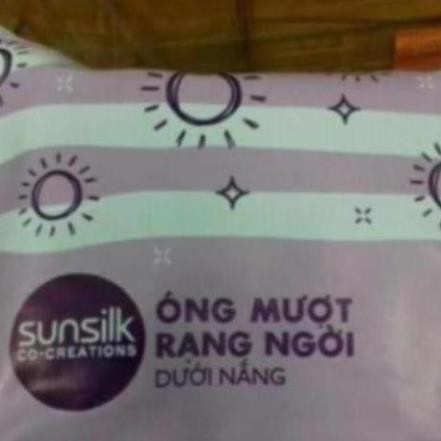 sunsilk
CO-CREATIONS
ÓNG MƯỢT
RẠNG NGỜI
DƯỚI NẮNG